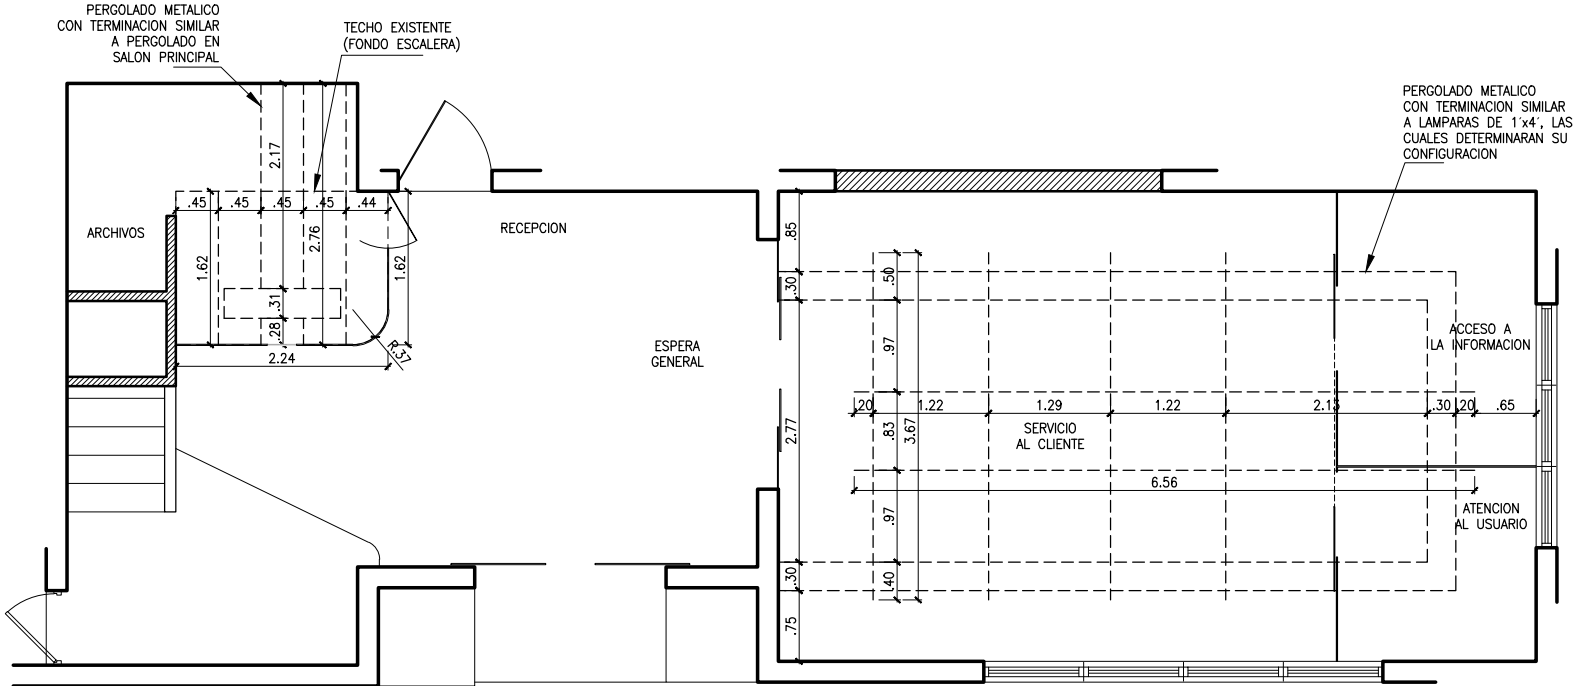 PERGOLADO METALICO
CON TERMINACION SIMILAR
A PERGOLADO EN
SALON PRINCIPAL
TECHO EXISTENTE
(FONDO ESCALERA)
PERGOLADO METALICO
CON TERMINACION SIMILAR
A LAMPARAS DE 1'x4', LAS
CUALES DETERMINARAN SU
CONFIGURACION
2.17
.45 .45 .45 .45 .44
2.76
ARCHIVOS
1.62
1.62
.31
.28
R.37
2.24
RECEPCION
ESPERA
GENERAL
.85
.30
2.77
.30
.75
.50
.97
.83
3.67
.97
.40
.20 1.22 1.29 1.22 2.13 .30 .20 .65
SERVICIO
AL CLIENTE
6.56
ACCESO A
LA INFORMACION
ATENCION
AL USUARIO